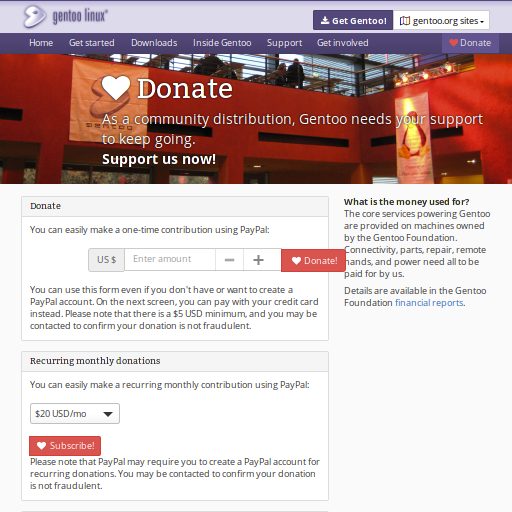 gentoo linux
Get Gentoo!
gentoo.org sites
Home Get started Downloads Inside Gentoo Support Get involved Donate
Donate
As a community distribution, Gentoo needs your support
to keep going.
Support us now!
Donate
You can easily make a one-time contribution using PayPal:
US $ Enter amount Donate!
You can use this form even if you don't have or want to create a
PayPal account. On the next screen, you can pay with your credit card
instead. Please note that there is a $5 USD minimum, and you may be
contacted to confirm your donation is not fraudulent.
Recurring monthly donations
You can easily make a recurring monthly contribution using PayPal:
$20 USD/mo
Subscribe!
Please note that PayPal may require you to create a PayPal account for
recurring donations. You may be contacted to confirm your donation
is not fraudulent.
What is the money used for?
The core services powering Gentoo
are provided on machines owned
by the Gentoo Foundation.
Connectivity, parts, repair, remote
hands, and power need all to be
paid for by us.
Details are available in the Gentoo
Foundation financial reports.